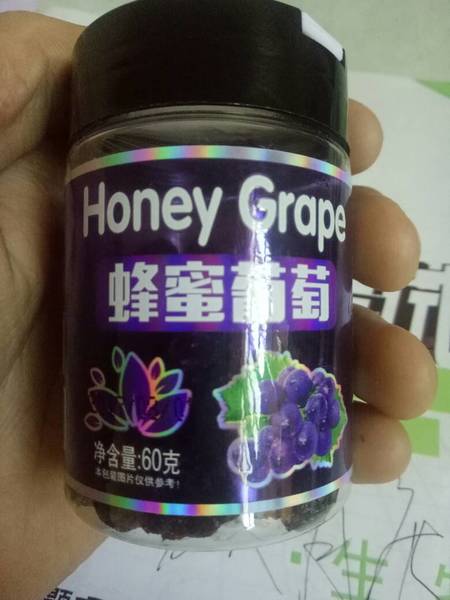 Honey Grape
蜂蜜葡萄
净含量:60克
本包装图片仅供参考!
生